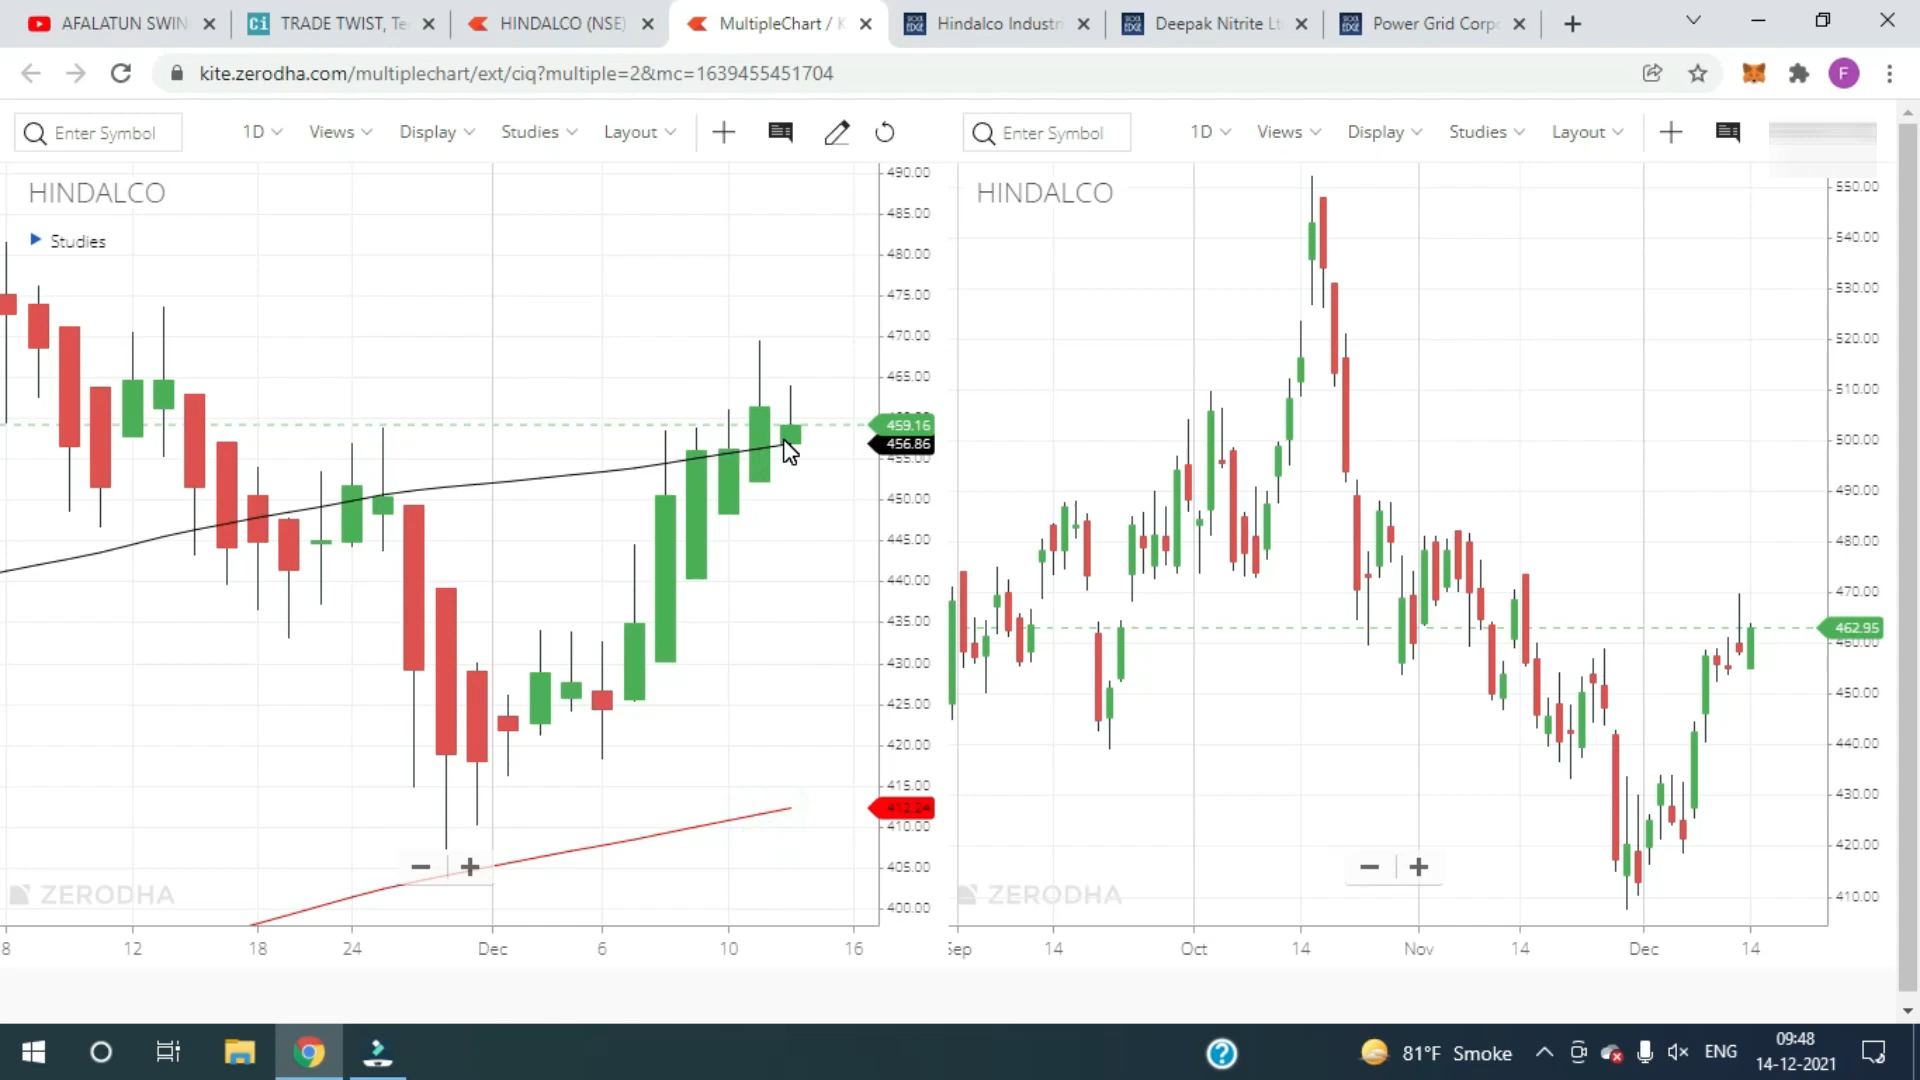 AFALATUN SWIN
TRADE TWIST, Te
HINDALCO (NSE)
MultipleChart / K
Hindalco Industri
Deepak Nitrite Lt
Power Grid Corp
kite.zerodha.com/multiplechart/ext/ciq?multiple=2&mc=1639455451704
F
Enter Symbol 1D Views Display Studies Layout
Enter Symbol 1D Views Display Studies Layout
HINDALCO
Studies
490.00
485.00
480.00
475.00
470.00
465.00
459.16
456.86
455.00
450.00
445.00
440.00
435.00
430.00
425.00
420.00
415.00
412.24
410.00
405.00
400.00
ZERODHA
8 12 18 24 Dec 6 10 16
HINDALCO
550.00
540.00
530.00
520.00
510.00
500.00
490.00
480.00
470.00
462.95
460.00
450.00
440.00
430.00
420.00
410.00
ZERODHA
Sep 14 Oct 14 Nov 14 Dec 14
81°F Smoke
ENG
09:48
14-12-2021